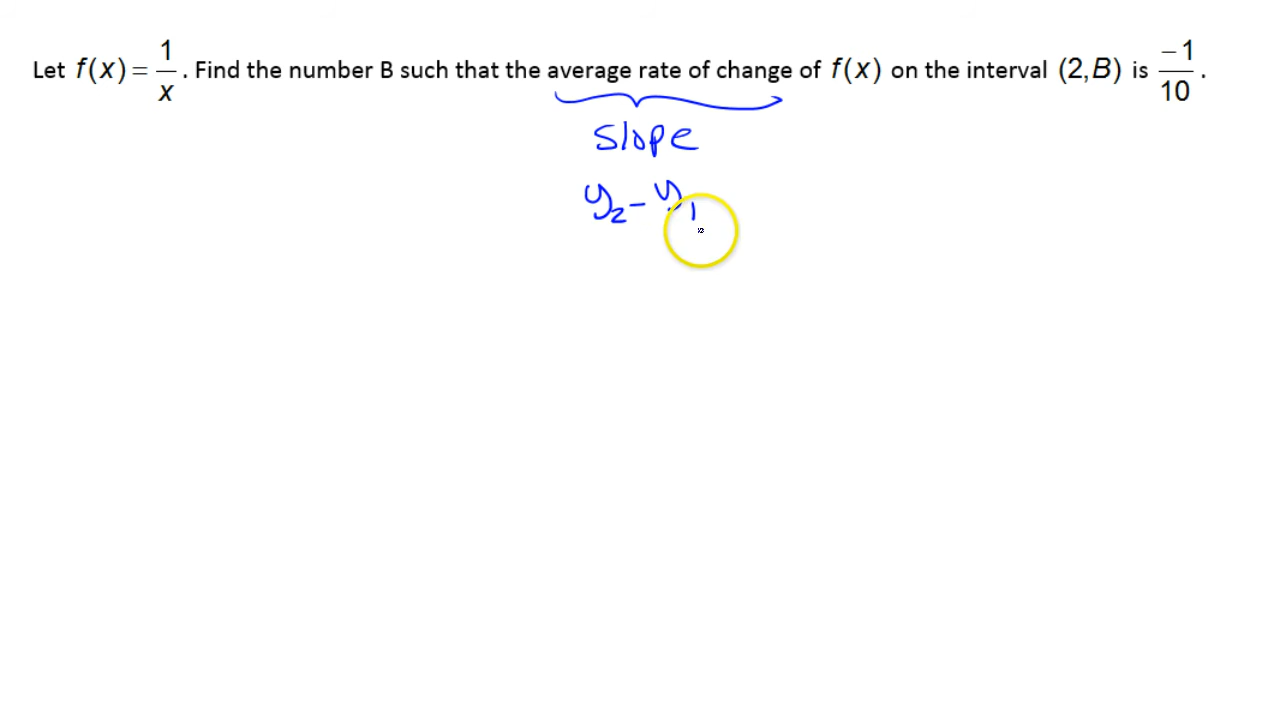 Let f(x) = 1/x. Find the number B such that the average rate of change of f(x) on the interval (2,B) is -1/10.
slope
y₂ - y₁